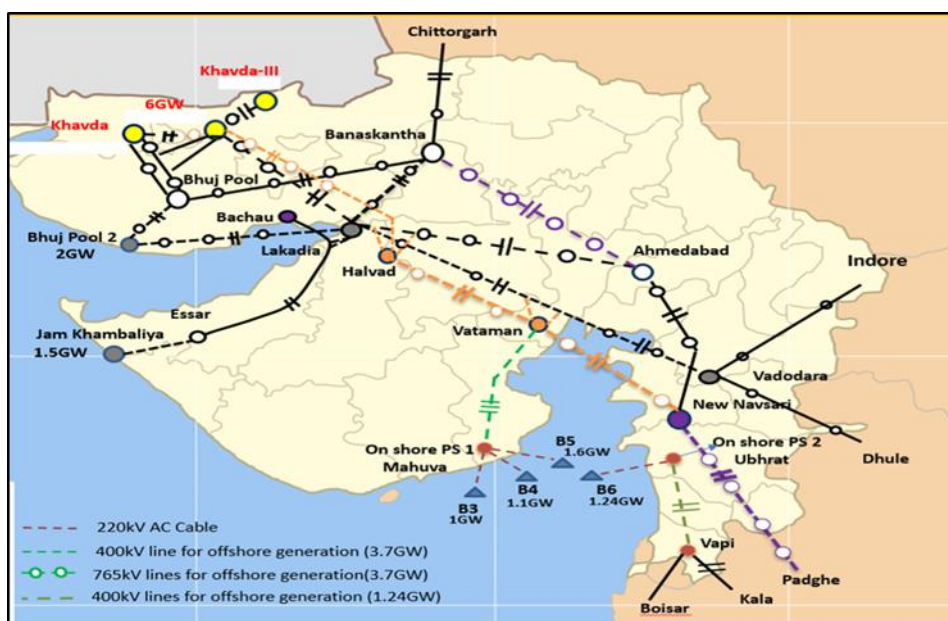 Chittorgarh
Khavda-III
6GW
Khavda
Banaskantha
Bhuj Pool
Bachau
Bhuj Pool 2
2GW
Lakadia
Ahmedabad
Halvad
Indore
Essar
Jam Khambaliya
1.5GW
Vataman
Vadodara
New Navsari
On shore PS 1
Mahuva
B5
1.6GW
On shore PS 2
Ubhrat
Dhule
B3
1GW
B4
1.1GW
B6
1.24GW
220kV AC Cable
400kV line for offshore generation (3.7GW)
765kV lines for offshore generation(3.7GW)
400kV lines for offshore generation (1.24GW)
Vapi
Padghe
Boisar
Kala